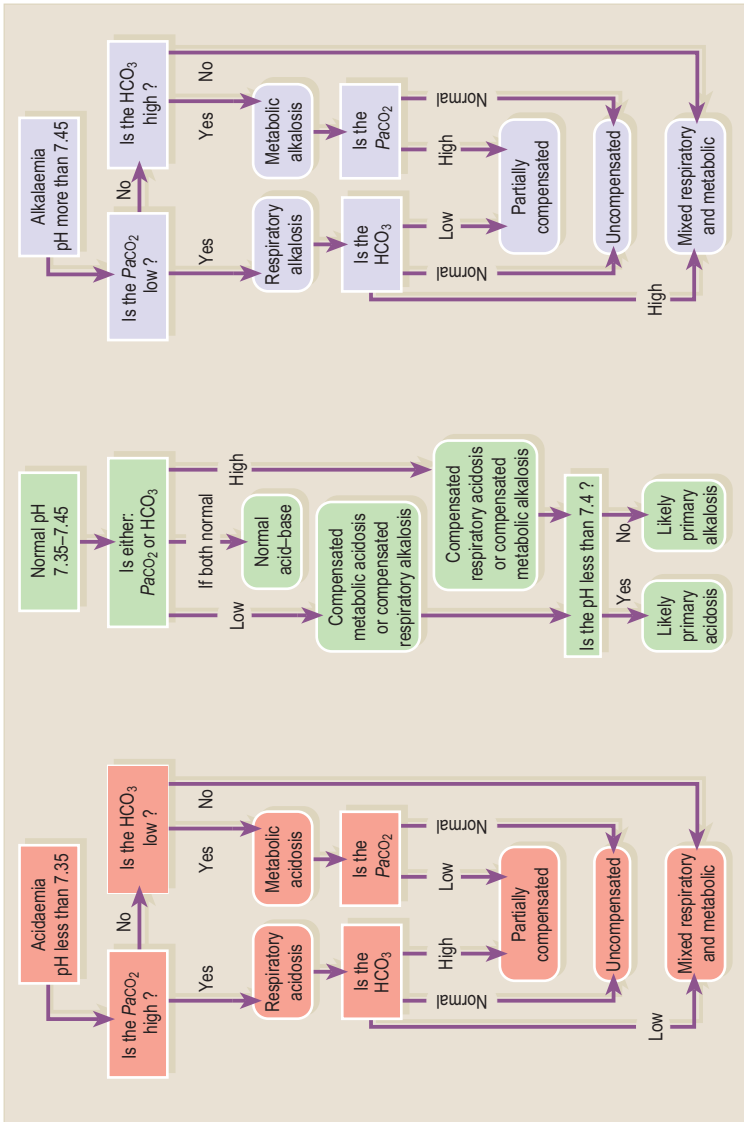 Acidaemia
pH less than 7.35
Is the PaCO2
high ?
No
Is the HCO3
low ?
Yes
Yes
No
Respiratory
acidosis
Metabolic
acidosis
Is the
HCO3
Is the
PaCO2
Normal
High
Low
Normal
Partially
compensated
Uncompensated
Low
Mixed respiratory
and metabolic
Normal pH
7.35–7.45
Is either:
PaCO2 or HCO3
Low
If both normal
High
Normal
acid–base
Compensated
metabolic acidosis
or compensated
respiratory alkalosis
Compensated
respiratory acidosis
or compensated
metabolic alkalosis
Is the pH less than 7.4 ?
Yes
No
Likely
primary
acidosis
Likely
primary
alkalosis
Alkalaemia
pH more than 7.45
Is the PaCO2
low ?
No
Is the HCO3
high ?
Yes
Yes
No
Respiratory
alkalosis
Metabolic
alkalosis
Is the
HCO3
Is the
PaCO2
Normal
Low
High
Normal
Partially
compensated
Uncompensated
High
Mixed respiratory
and metabolic